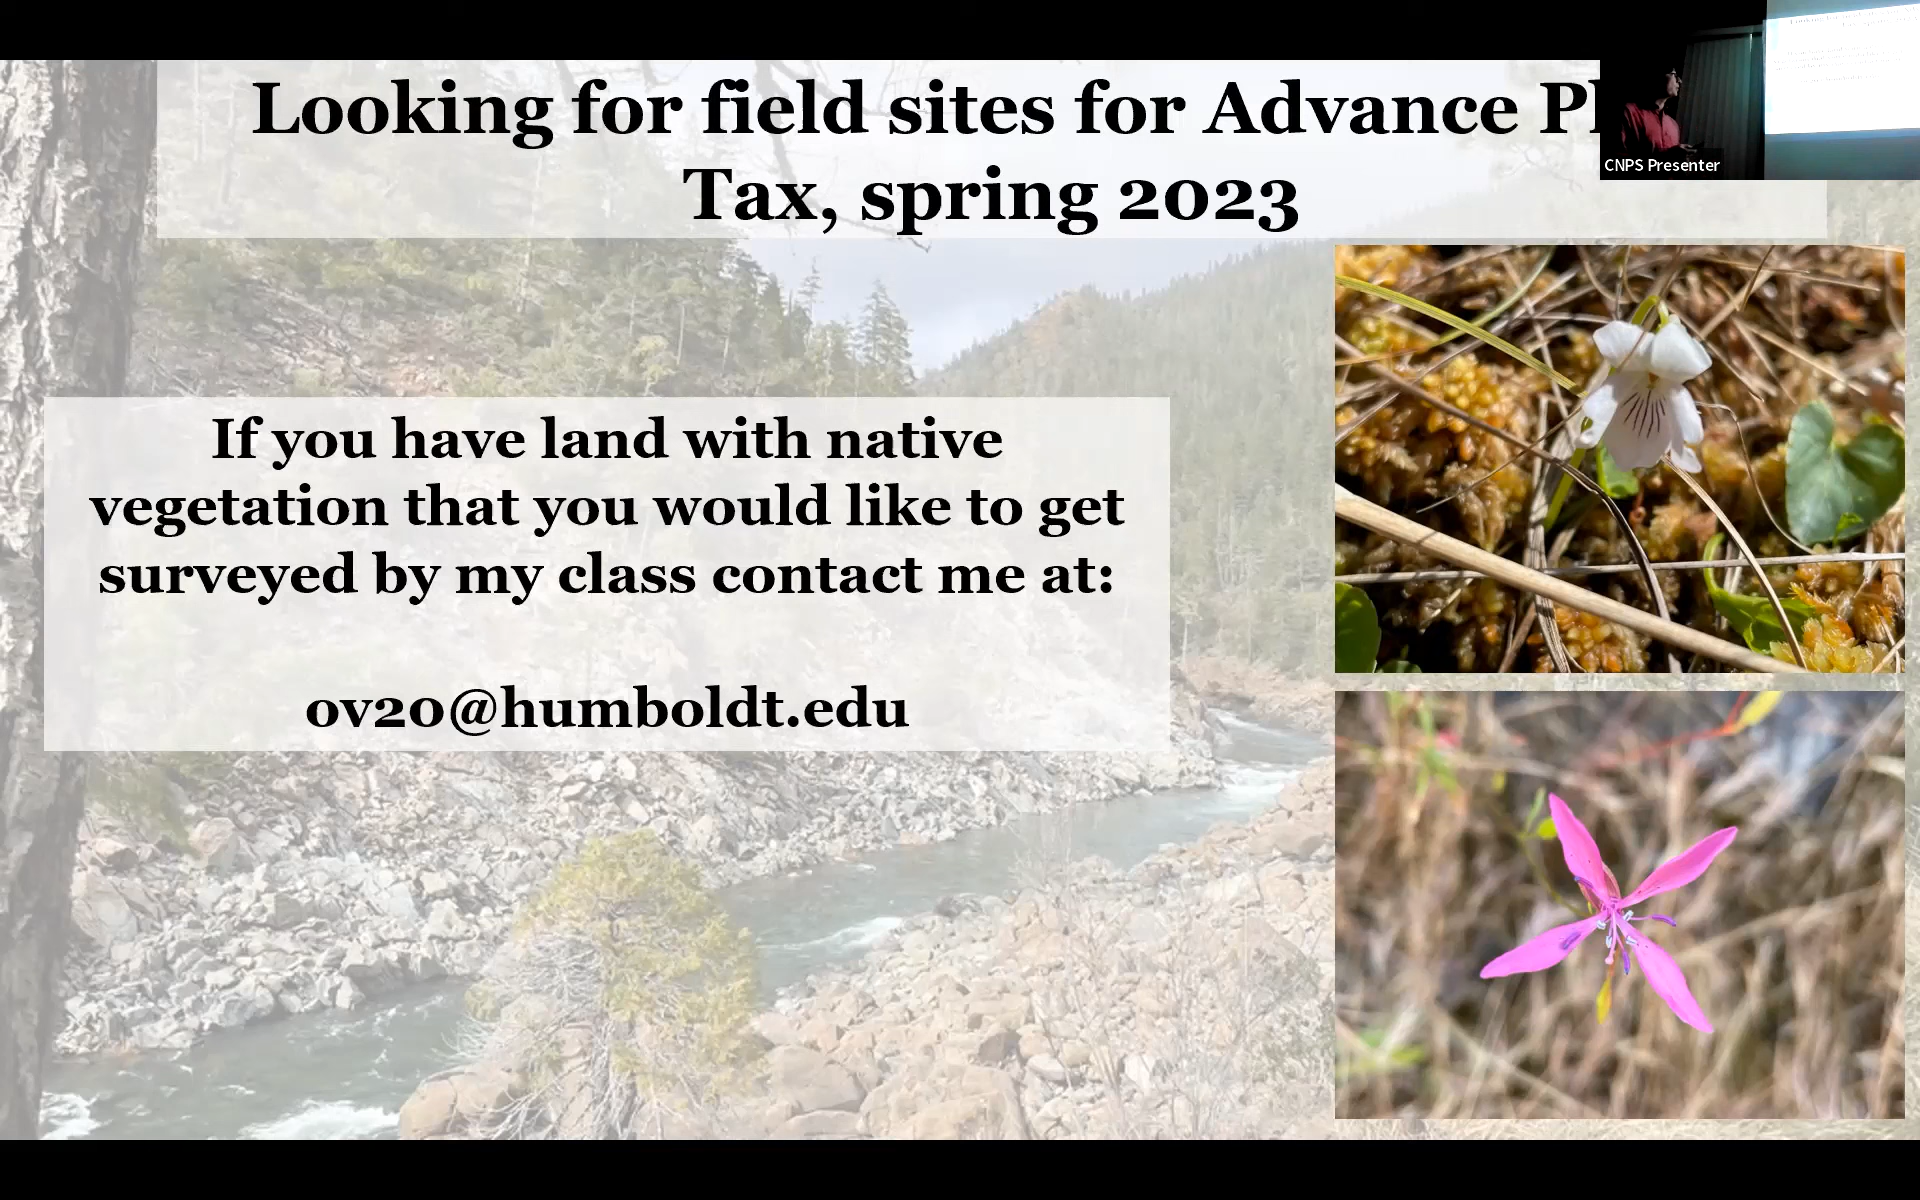 Looking for field sites for Advance
Tax, spring 2023
CNPS Presenter
If you have land with native
vegetation that you would like to get
surveyed by my class contact me at:
ov20@humboldt.edu